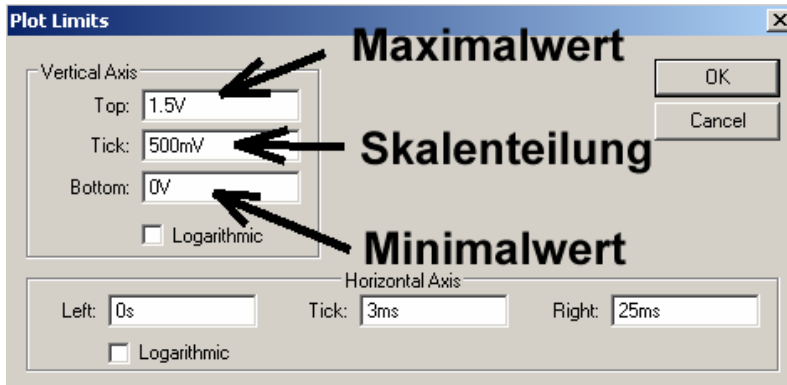 Plot Limits
Maximalwert
Vertical Axis
Top: 1.5V
OK
Tick: 500mV
Cancel
Skalenteilung
Bottom: 0V
Logarithmic
Minimalwert
Horizontal Axis
Left: 0s Tick: 3ms Right: 25ms
Logarithmic